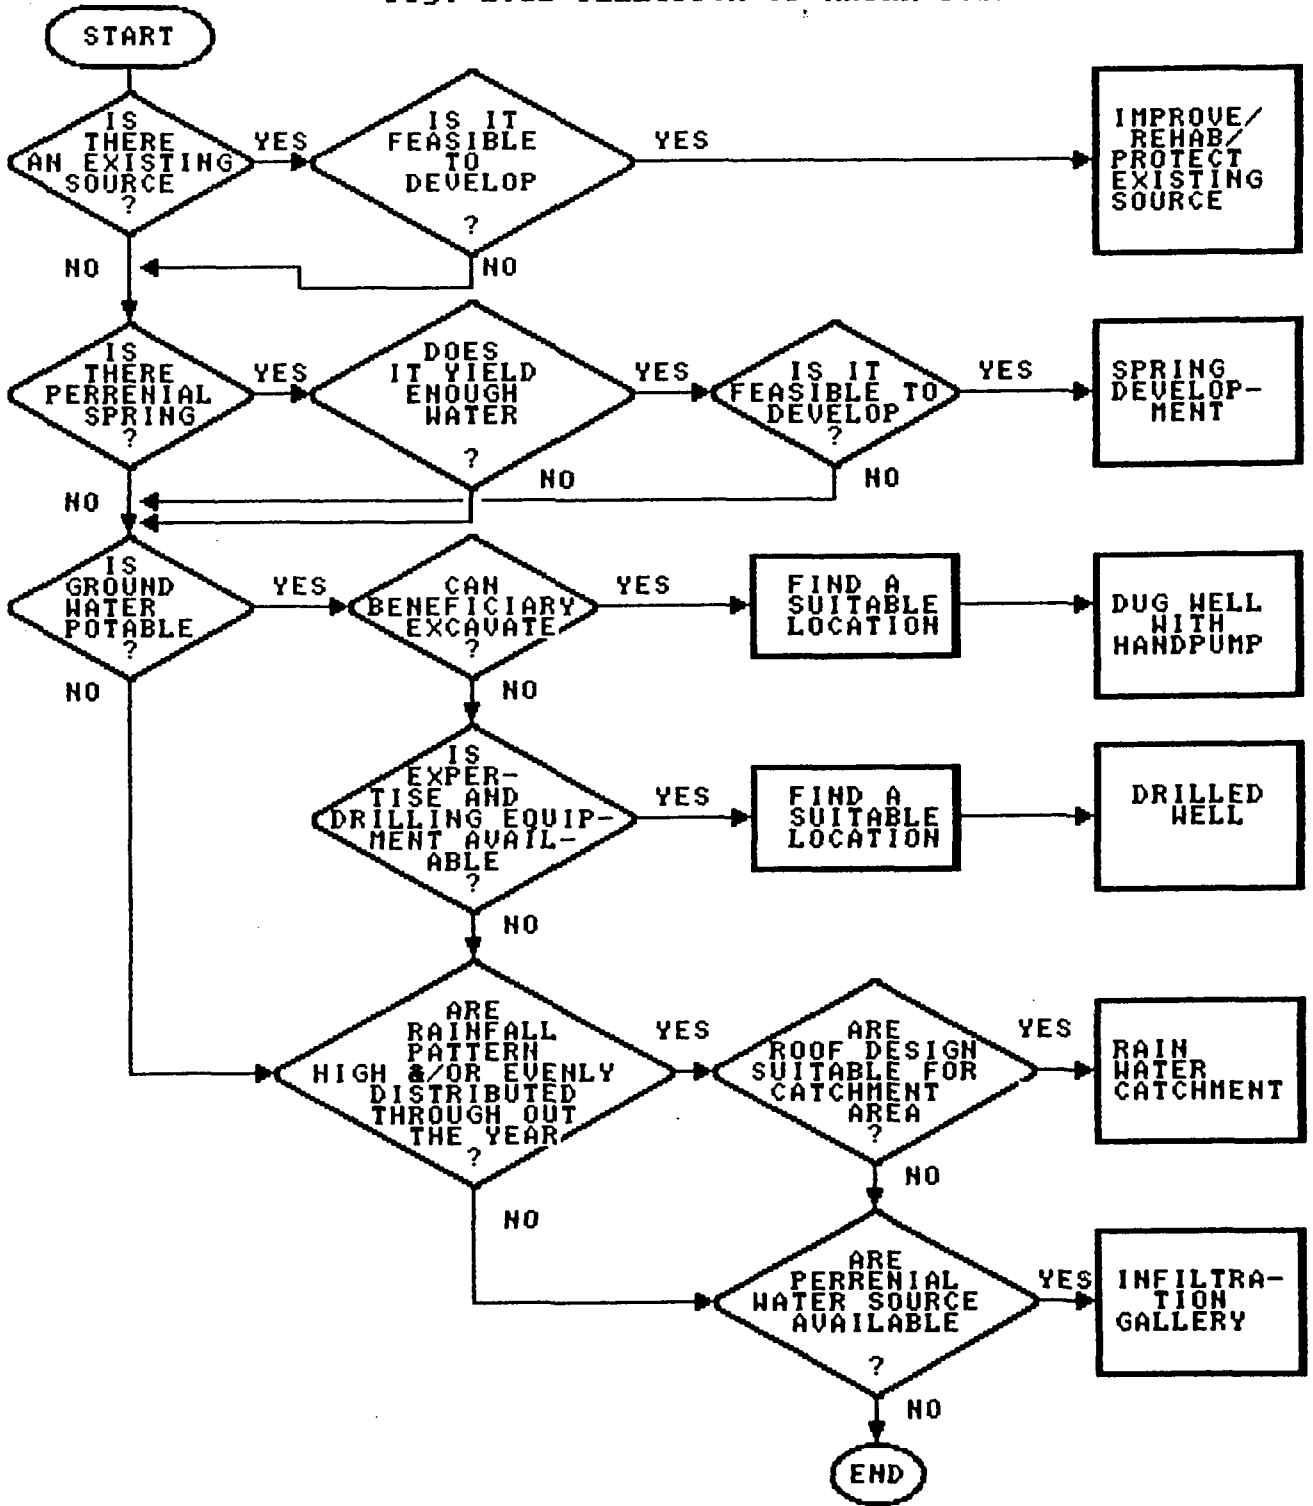 START
IS
THERE
AN EXISTING
SOURCE
?
YES
IS IT
FEASIBLE
TO
DEVELOP
?
YES
IMPROVE/
REHAB/
PROTECT
EXISTING
SOURCE
NO
NO
IS
THERE
PERRENIAL
SPRING
?
YES
DOES
IT YIELD
ENOUGH
WATER
?
YES
IS IT
FEASIBLE TO
DEVELOP
?
YES
SPRING
DEVELOP-
MENT
NO
NO
NO
IS
GROUND
WATER
POTABLE
?
YES
CAN
BENEFICIARY
EXCAVATE
?
YES
FIND A
SUITABLE
LOCATION
DUG WELL
WITH
HANDPUMP
NO
NO
IS
EXPER-
TISE AND
DRILLING EQUIP-
MENT AVAIL-
ABLE
?
YES
FIND A
SUITABLE
LOCATION
DRILLED
WELL
NO
ARE
RAINFALL
PATTERN
HIGH &/OR EVENLY
DISTRIBUTED
THROUGH OUT
THE YEAR
?
YES
ARE
ROOF DESIGN
SUITABLE FOR
CATCHMENT
AREA
?
YES
RAIN
WATER
CATCHMENT
NO
NO
ARE
PERRENIAL
WATER SOURCE
AVAILABLE
?
YES
INFILTRA-
TION
GALLERY
NO
END